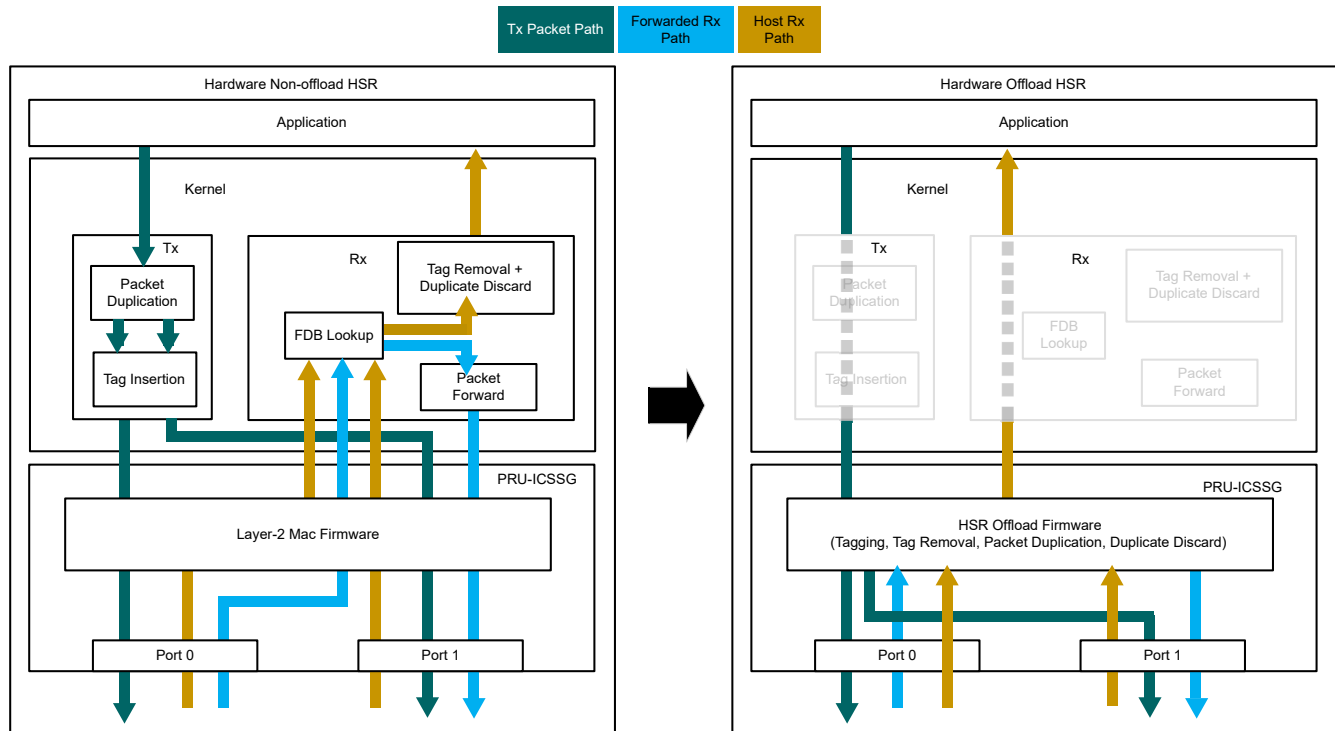 Tx Packet Path
Forwarded Rx
Path
Host Rx
Path
Hardware Non-offload HSR
Application
Kernel
Tx
Packet
Duplication
Tag Insertion
Rx
Tag Removal +
Duplicate Discard
FDB Lookup
Packet
Forward
PRU-ICSSG
Layer-2 Mac Firmware
Port 0
Port 1
Hardware Offload HSR
Application
Kernel
Tx
Packet
Duplication
Tag Insertion
Rx
Tag Removal +
Duplicate Discard
FDB
Lookup
Packet
Forward
PRU-ICSSG
HSR Offload Firmware
(Tagging, Tag Removal, Packet Duplication, Duplicate Discard)
Port 0
Port 1